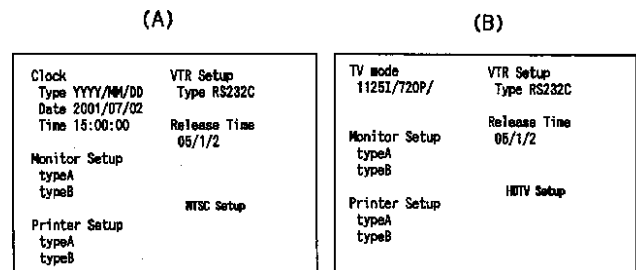 (A)
Clock
Type YYYY/MM/DD
Date 2001/07/02
Time 15:00:00
Monitor Setup
typeA
typeB
Printer Setup
typeA
typeB
VTR Setup
Type RS232C
Release Time
05/1/2
NTSC Setup
(B)
TV mode
1125I/720P/
Monitor Setup
typeA
typeB
Printer Setup
typeA
typeB
VTR Setup
Type RS232C
Release Time
05/1/2
HDTV Setup